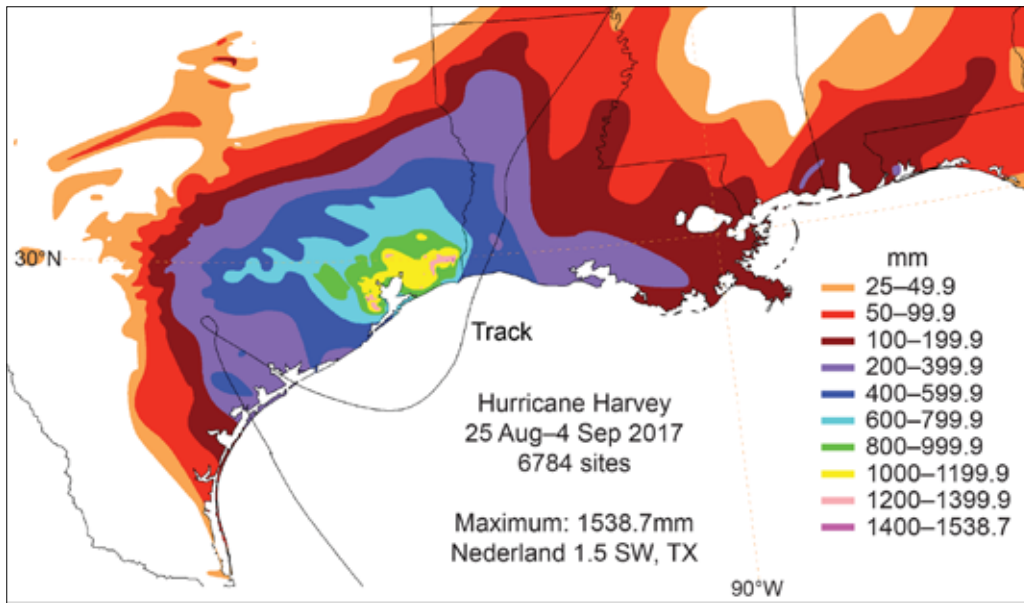 30°N
Track
Hurricane Harvey
25 Aug–4 Sep 2017
6784 sites
Maximum: 1538.7mm
Nederland 1.5 SW, TX
90°W
mm
25–49.9
50–99.9
100–199.9
200–399.9
400–599.9
600–799.9
800–999.9
1000–1199.9
1200–1399.9
1400–1538.7